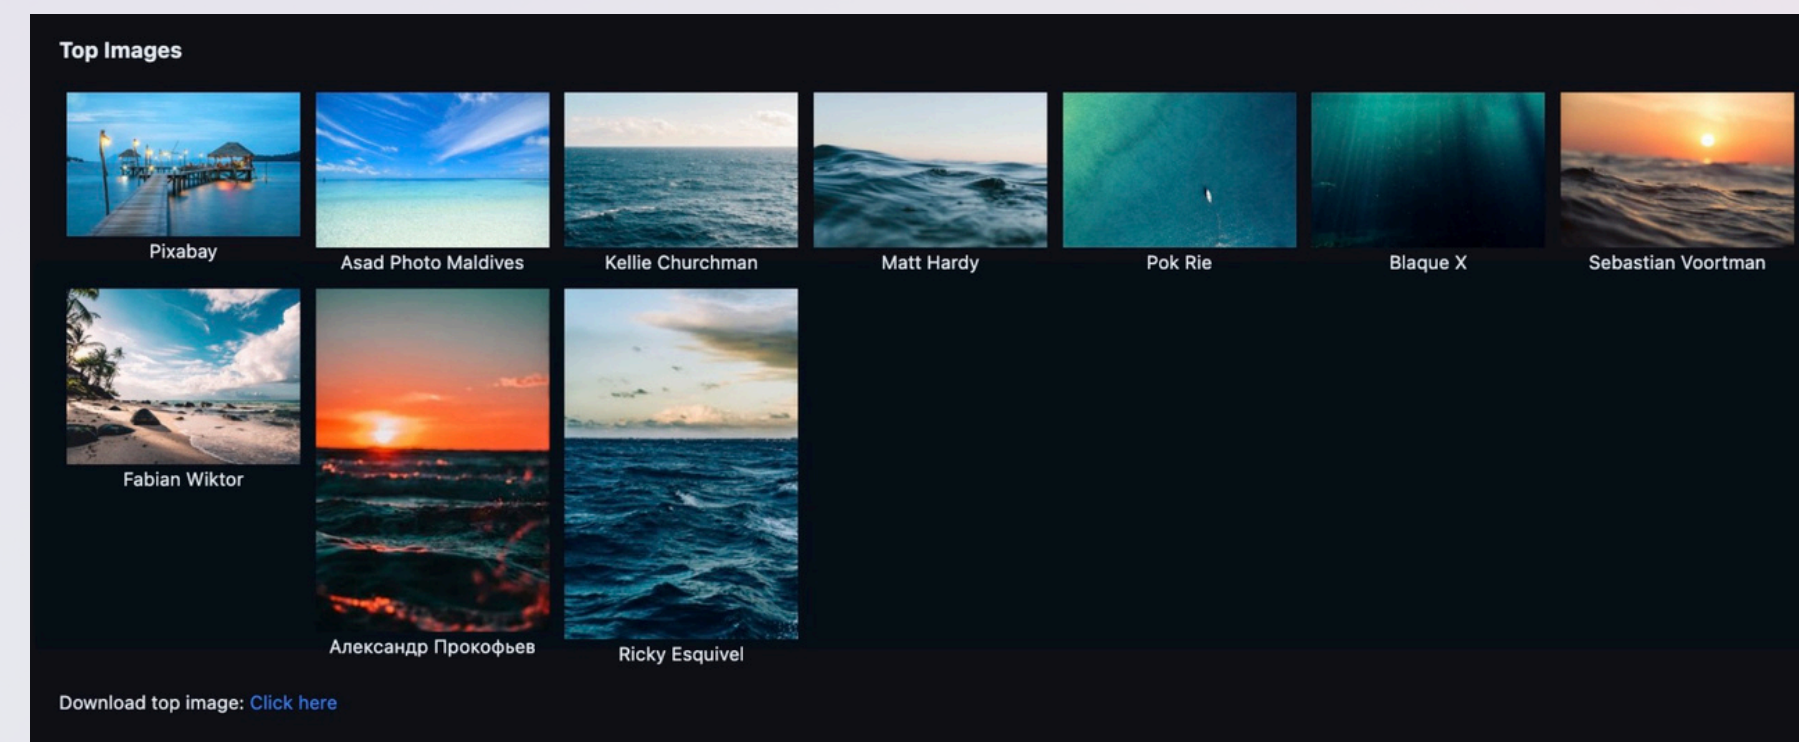 Top Images
Pixabay
Asad Photo Maldives
Kellie Churchman
Matt Hardy
Pok Rie
Blaque X
Sebastian Voortman
Fabian Wiktor
Александр Прокофьев
Ricky Esquivel
Download top image: Click here